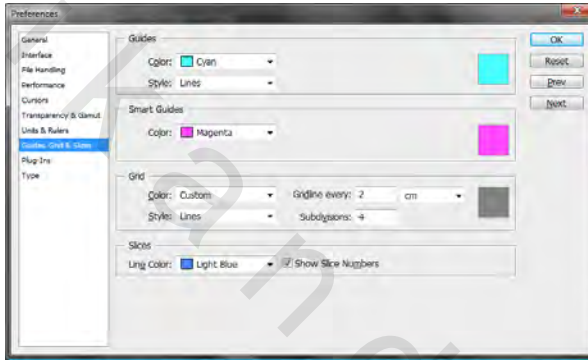 Preferences
General
Interface
File Handling
Performance
Cursors
Transparency & Gamut
Units & Rulers
Guides, Grid & Slices
Plug-Ins
Type
Guides
Color: Cyan
Style: Lines
Smart Guides
Color: Magenta
Grid
Color: Custom
Gridline every: 2 cm
Style: Lines
Subdivisions: 4
Slices
Line Color: Light Blue
Show Slice Numbers
OK
Reset
Prev
Next